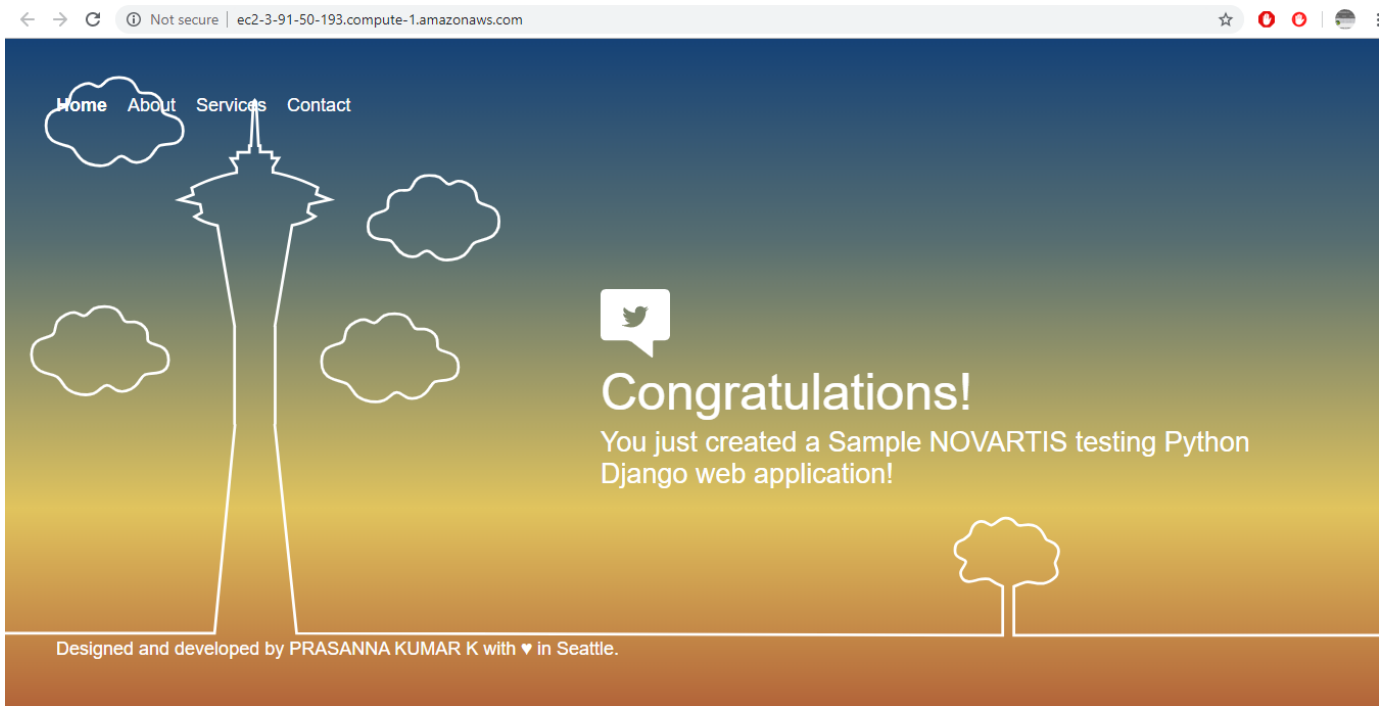 Not secure | ec2-3-91-50-193.compute-1.amazonaws.com
Home About Services Contact
Congratulations!
You just created a Sample NOVARTIS testing Python
Django web application!
Designed and developed by PRASANNA KUMAR K with ♥ in Seattle.